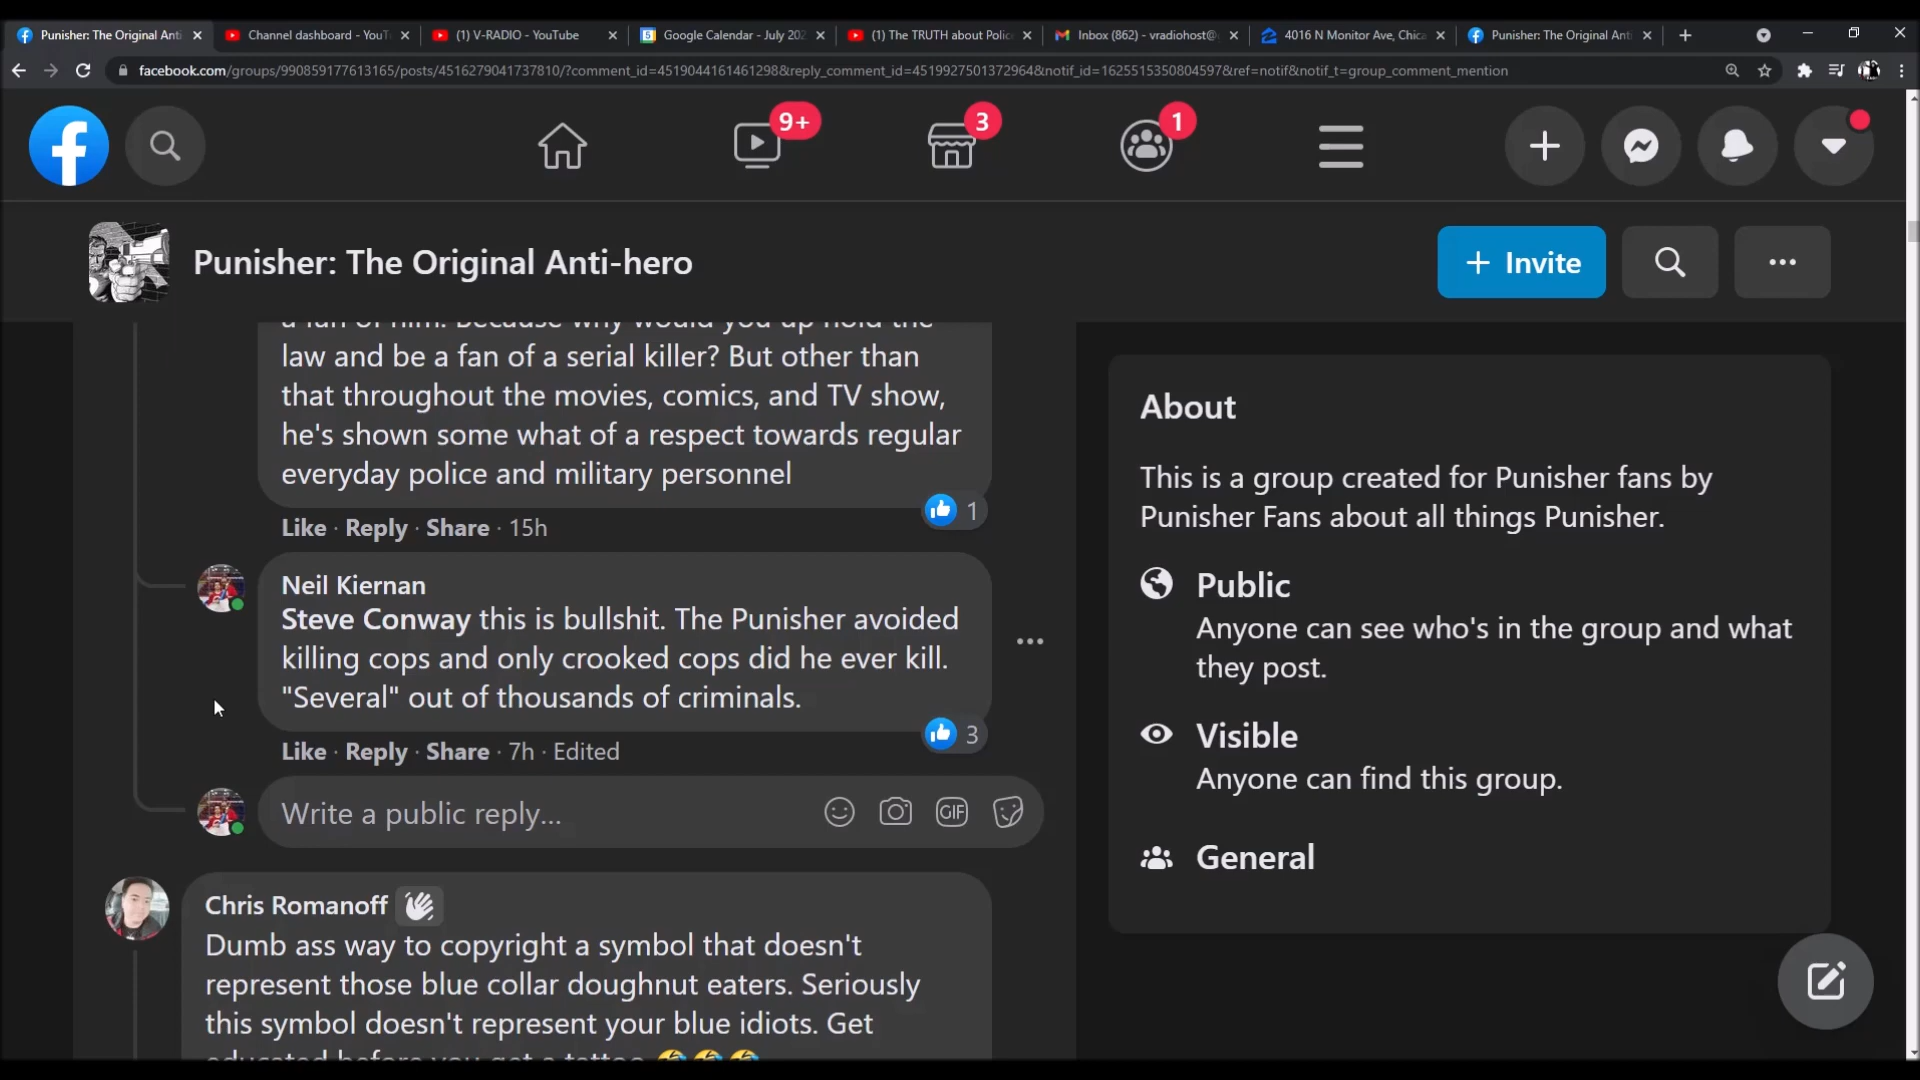 Punisher: The Original Anti
Channel dashboard - YouT
(1) V-RADIO - YouTube
Google Calendar - July 202
(1) The TRUTH about Polic
Inbox (862) - vradiohost@
4016 N Monitor Ave, Chica
Punisher: The Original Anti
facebook.com/groups/990859177613165/posts/4516279041737810/?comment_id=4519044161461298&reply_comment_id=4519927501372964&notif_id=1625515350804597&ref=notif&notif_t=group_comment_mention
9+
3
1
Punisher: The Original Anti-hero
+ Invite
a fan of him. Because why would you up hold the
law and be a fan of a serial killer? But other than
that throughout the movies, comics, and TV show,
he's shown some what of a respect towards regular
everyday police and military personnel
1
Like · Reply · Share · 15h
Neil Kiernan
Steve Conway this is bullshit. The Punisher avoided
killing cops and only crooked cops did he ever kill.
"Several" out of thousands of criminals.
3
Like · Reply · Share · 7h · Edited
Write a public reply...
GIF
Chris Romanoff
Dumb ass way to copyright a symbol that doesn't
represent those blue collar doughnut eaters. Seriously
this symbol doesn't represent your blue idiots. Get
educated before you get a tattoo
About
This is a group created for Punisher fans by
Punisher Fans about all things Punisher.
Public
Anyone can see who's in the group and what
they post.
Visible
Anyone can find this group.
General